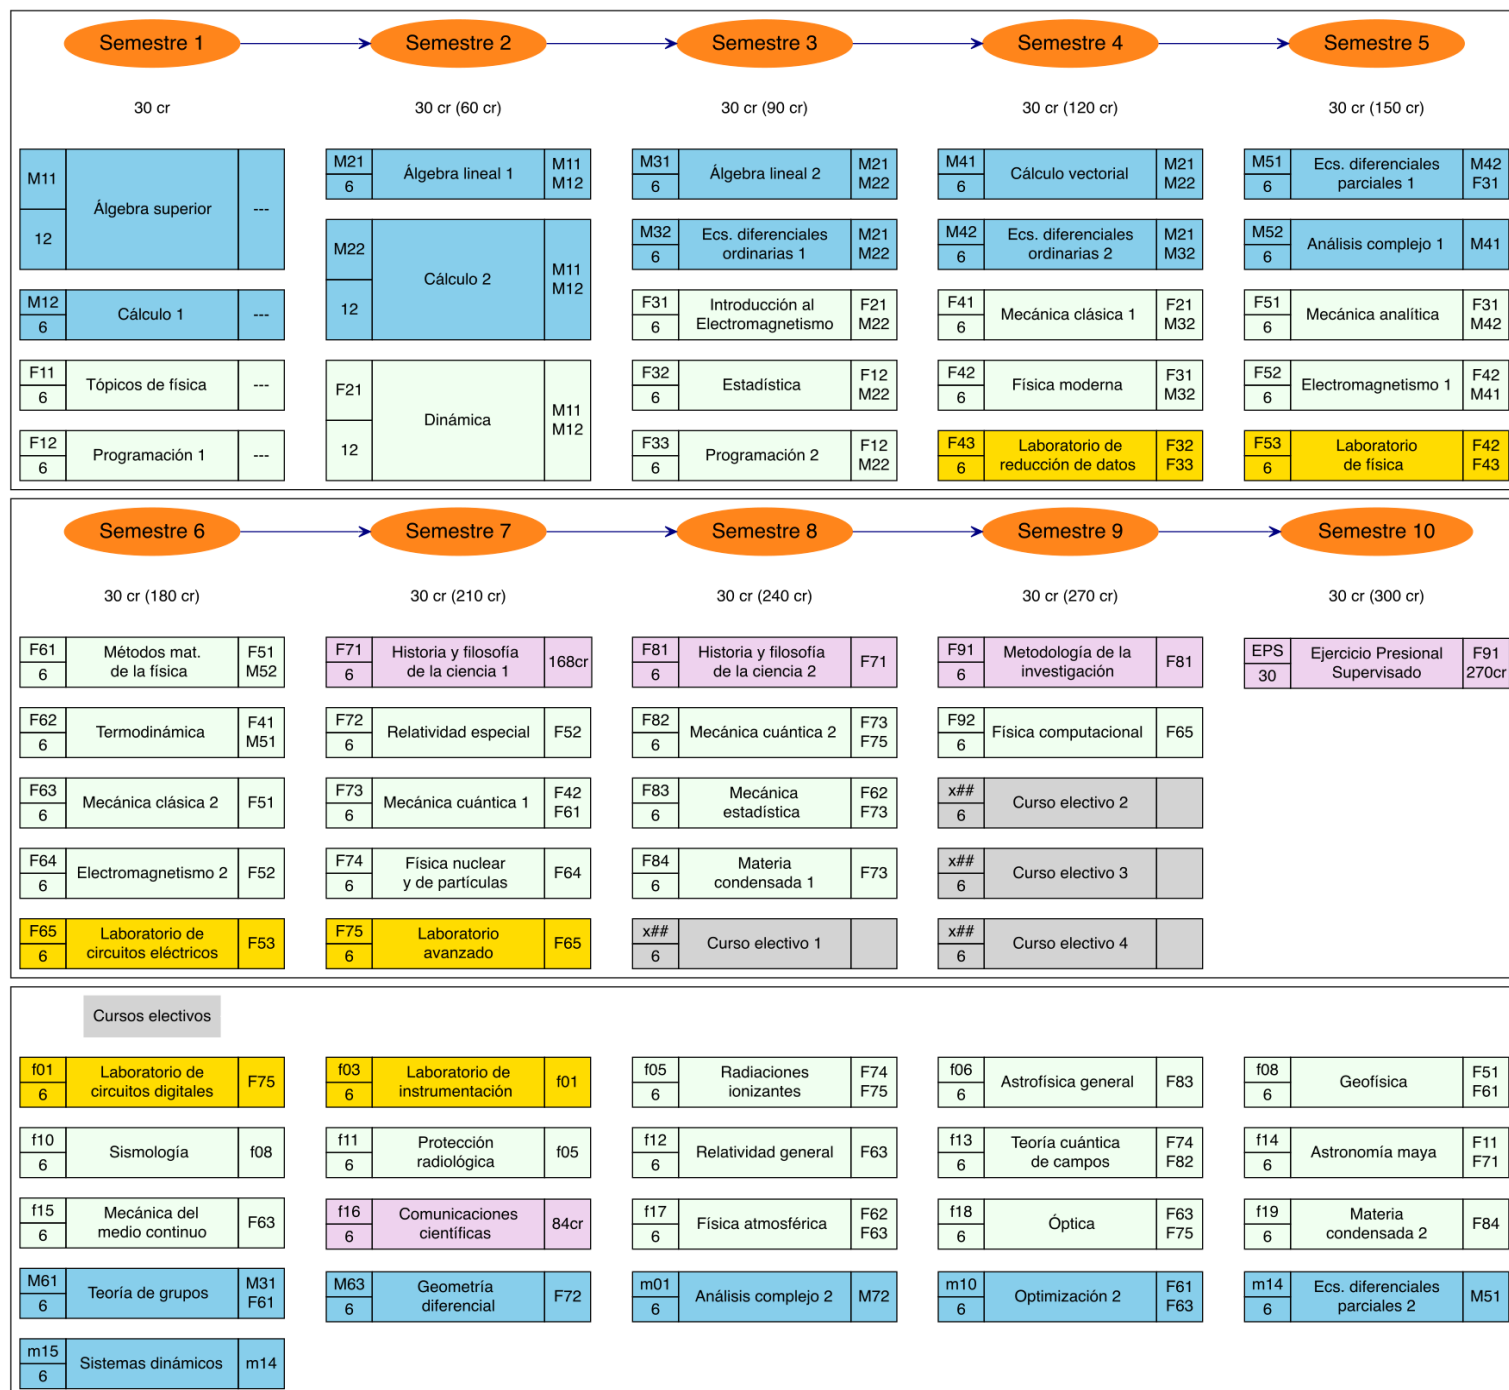 Semestre 1
Semestre 2
Semestre 3
Semestre 4
Semestre 5
30 cr
30 cr (60 cr)
30 cr (90 cr)
30 cr (120 cr)
30 cr (150 cr)
M11
12
Álgebra superior
---
M12
6
Cálculo 1
---
F11
6
Tópicos de física
---
F12
6
Programación 1
---
M21
6
Álgebra lineal 1
M11
M12
M22
12
Cálculo 2
M11
M12
F21
12
Dinámica
M11
M12
M31
6
Álgebra lineal 2
M21
M22
M32
6
Ecs. diferenciales
ordinarias 1
M21
M22
F31
6
Introducción al
Electromagnetismo
F21
M22
F32
6
Estadística
F12
M22
F33
6
Programación 2
F12
M22
M41
6
Cálculo vectorial
M21
M22
M42
6
Ecs. diferenciales
ordinarias 2
M21
M32
F41
6
Mecánica clásica 1
F21
M32
F42
6
Física moderna
F31
M32
F43
6
Laboratorio de
reducción de datos
F32
F33
M51
6
Ecs. diferenciales
parciales 1
M42
F31
M52
6
Análisis complejo 1
M41
F51
6
Mecánica analítica
F31
M42
F52
6
Electromagnetismo 1
F42
M41
F53
6
Laboratorio
de física
F42
F43
Semestre 6
Semestre 7
Semestre 8
Semestre 9
Semestre 10
30 cr (180 cr)
30 cr (210 cr)
30 cr (240 cr)
30 cr (270 cr)
30 cr (300 cr)
F61
6
Métodos mat.
de la física
F51
M52
F62
6
Termodinámica
F41
M51
F63
6
Mecánica clásica 2
F51
F64
6
Electromagnetismo 2
F52
F65
6
Laboratorio de
circuitos eléctricos
F53
F71
6
Historia y filosofía
de la ciencia 1
168cr
F72
6
Relatividad especial
F52
F73
6
Mecánica cuántica 1
F42
F61
F74
6
Física nuclear
y de partículas
F64
F75
6
Laboratorio
avanzado
F65
F81
6
Historia y filosofía
de la ciencia 2
F71
F82
6
Mecánica cuántica 2
F73
F75
F83
6
Mecánica
estadística
F62
F73
F84
6
Materia
condensada 1
F73
x##
6
Curso electivo 1
F91
6
Metodología de la
investigación
F81
F92
6
Física computacional
F65
x##
6
Curso electivo 2
x##
6
Curso electivo 3
x##
6
Curso electivo 4
EPS
30
Ejercicio Presional
Supervisado
F91
270cr
Cursos electivos
f01
6
Laboratorio de
circuitos digitales
F75
f03
6
Laboratorio de
instrumentación
f01
f05
6
Radiaciones
ionizantes
F74
F75
f06
6
Astrofísica general
F83
f08
6
Geofísica
F51
F61
f10
6
Sismología
f08
f11
6
Protección
radiológica
f05
f12
6
Relatividad general
F63
f13
6
Teoría cuántica
de campos
F74
F82
f14
6
Astronomía maya
F11
F71
f15
6
Mecánica del
medio continuo
F63
f16
6
Comunicaciones
científicas
84cr
f17
6
Física atmosférica
F62
F63
f18
6
Óptica
F63
F75
f19
6
Materia
condensada 2
F84
M61
6
Teoría de grupos
M31
F61
M63
6
Geometría
diferencial
F72
m01
6
Análisis complejo 2
M72
m10
6
Optimización 2
F61
F63
m14
6
Ecs. diferenciales
parciales 2
M51
m15
6
Sistemas dinámicos
m14